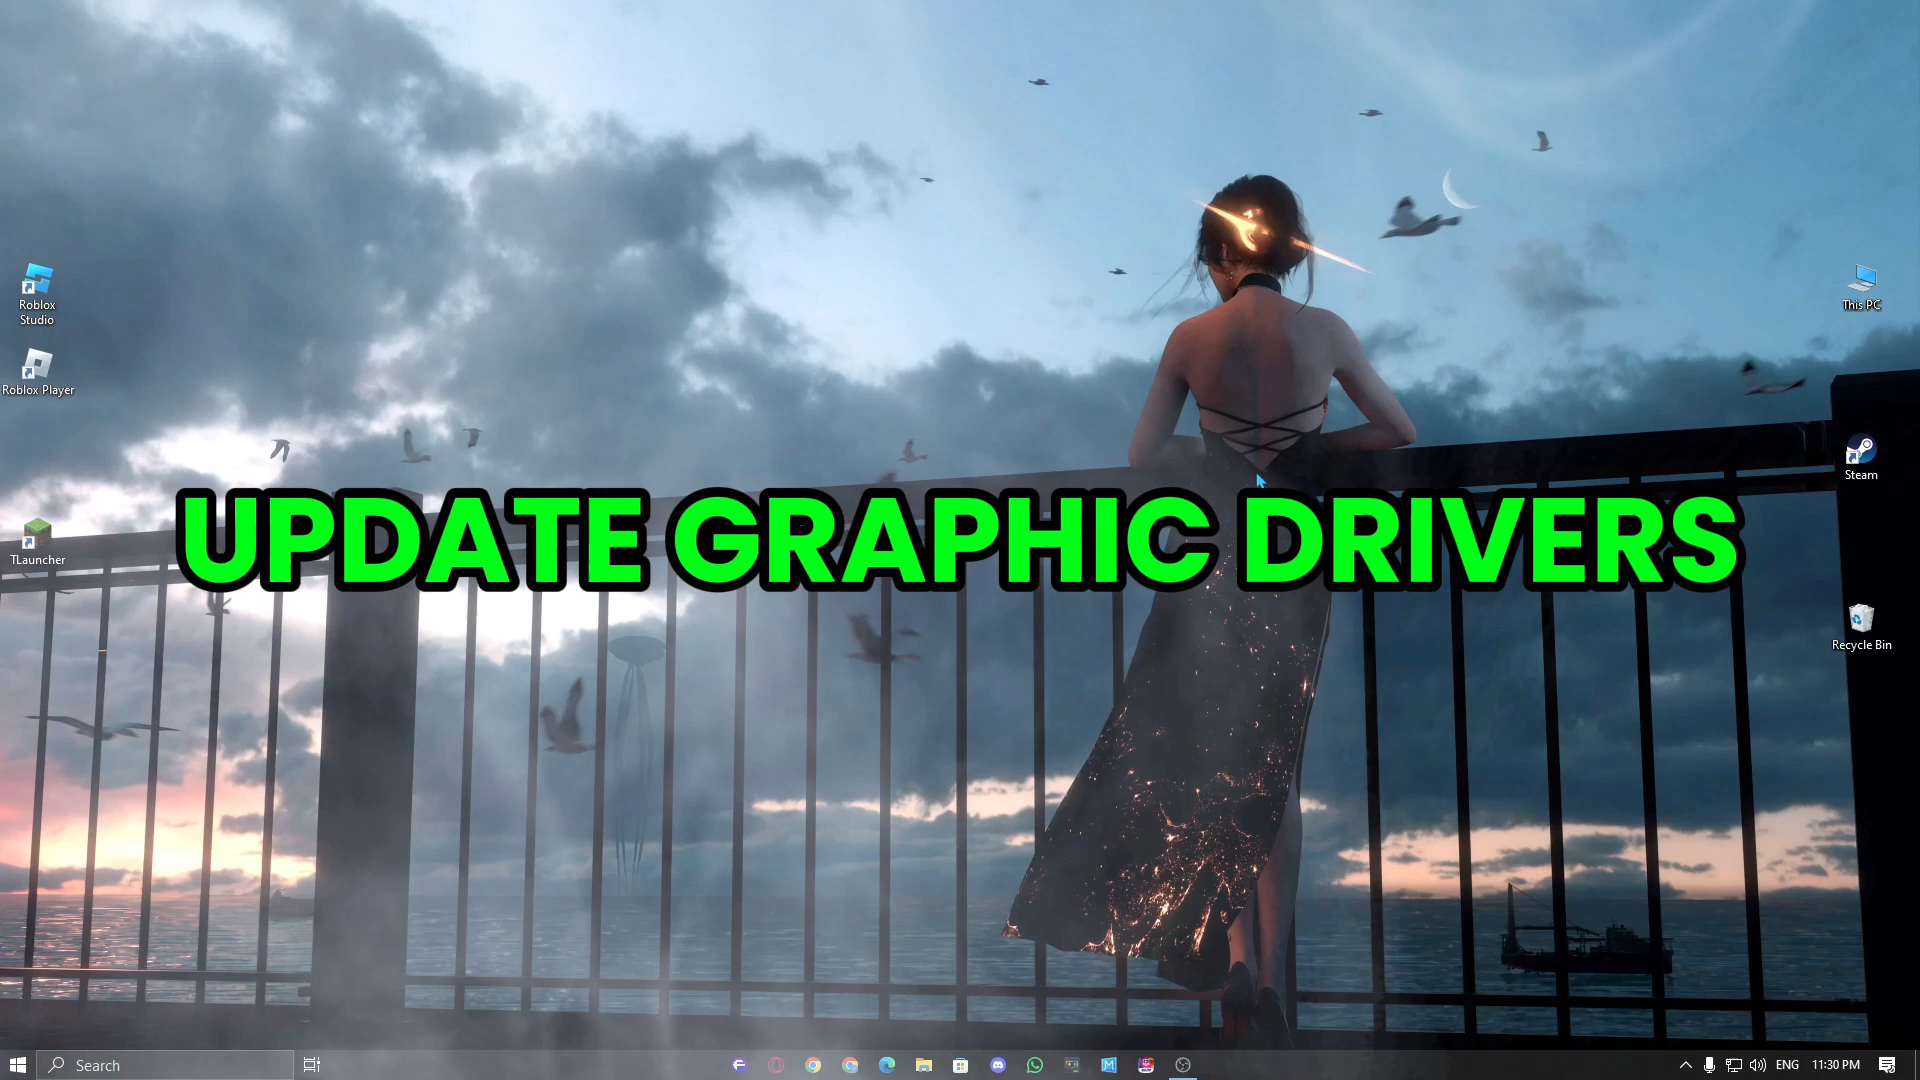 Roblox
Studio
This PC
Roblox Player
Steam
UPDATE GRAPHIC DRIVERS
TLauncher
Recycle Bin
Search
ENG
11:30 PM